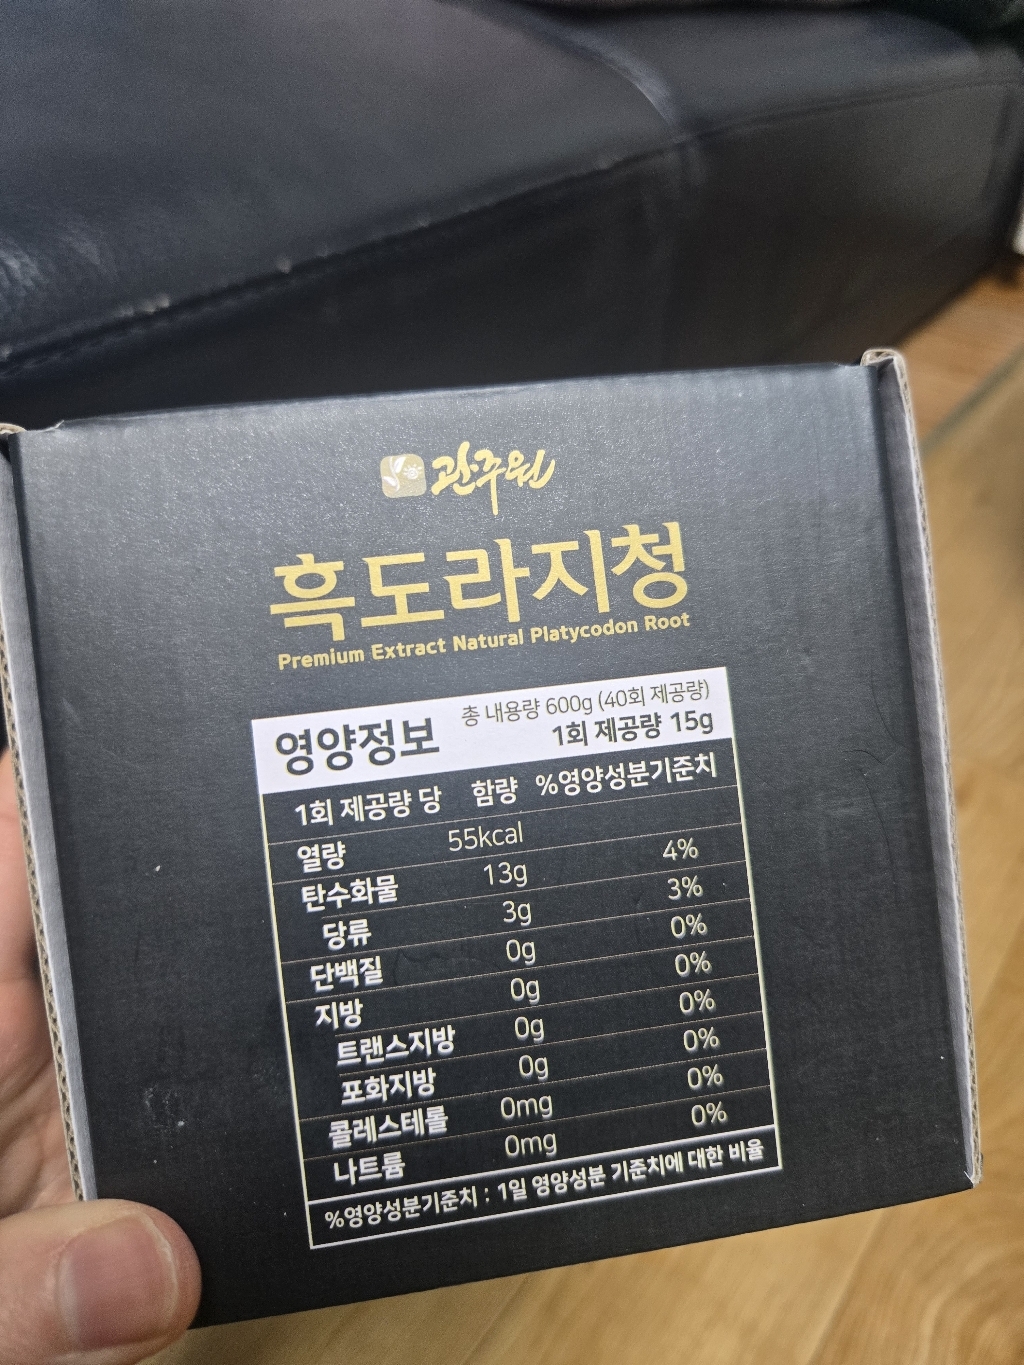 관주원
흑도라지청
Premium Extract Natural Platycodon Root
영양정보
총 내용량 600g (40회 제공량)
1회 제공량 15g
1회 제공량 당 함량 %영양성분기준치
열량 55kcal
탄수화물 13g 4%
당류 3g 3%
단백질 0g 0%
지방 0g 0%
트랜스지방 0g 0%
포화지방 0g 0%
콜레스테롤 0mg 0%
나트륨 0mg 0%
%영양성분기준치 : 1일 영양성분 기준치에 대한 비율